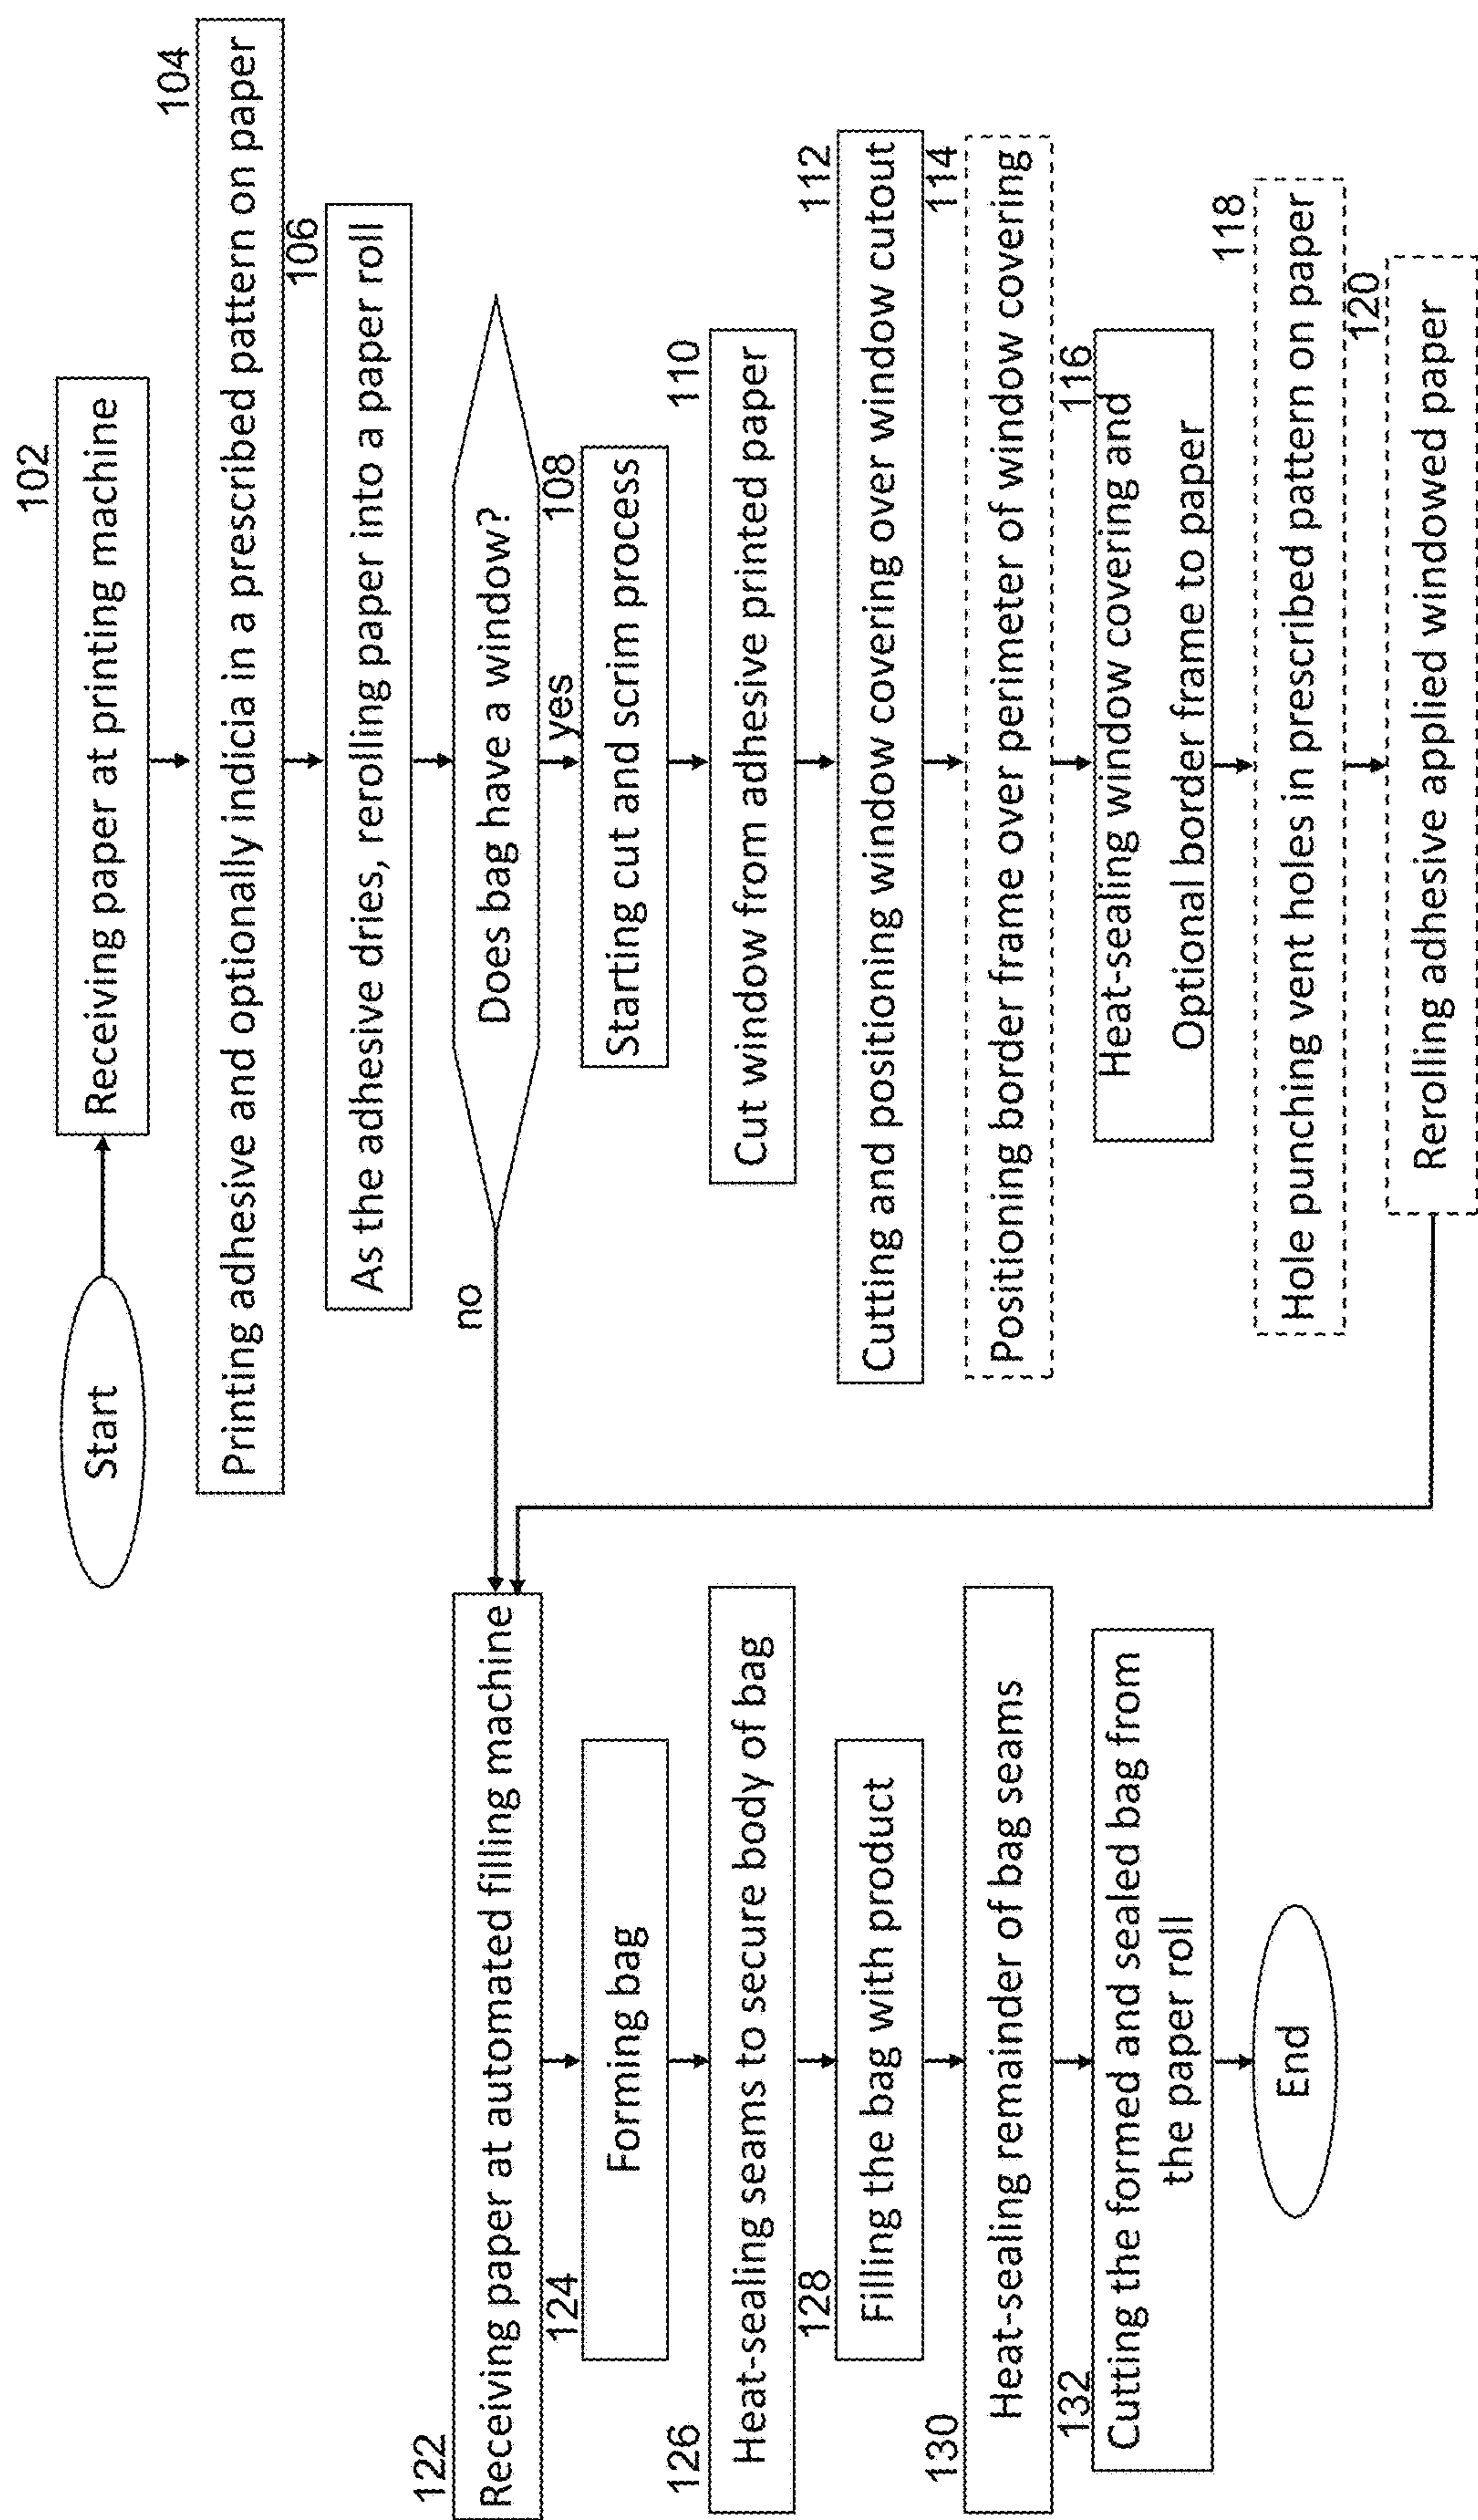 Start
102
Receiving paper at printing machine
104
Printing adhesive and optionally indicia in a prescribed pattern on paper
106
As the adhesive dries, rerolling paper into a paper roll
Does bag have a window?
no
yes
108
Starting cut and scrim process
110
Cut window from adhesive printed paper
112
Cutting and positioning window covering over window cutout
114
Positioning border frame over perimeter of window covering
116
Heat-sealing window covering and
Optional border frame to paper
118
Hole punching vent holes in prescribed pattern on paper
120
Rerolling adhesive applied windowed paper
122
Receiving paper at automated filling machine
124
Forming bag
126
Heat-sealing seams to secure body of bag
128
Filling the bag with product
130
Heat-sealing remainder of bag seams
132
Cutting the formed and sealed bag from
the paper roll
End